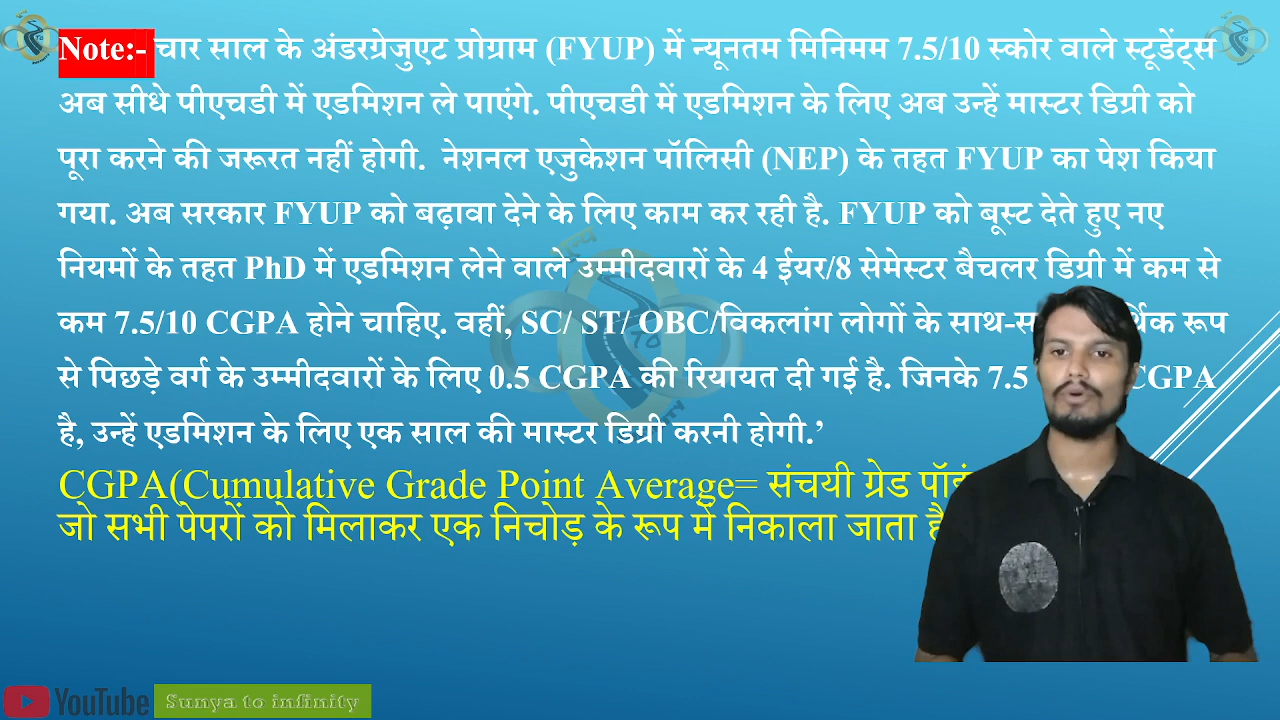 Note:- चार साल के अंडरग्रेजुएट प्रोग्राम (FYUP) में न्यूनतम मिनिमम 7.5/10 स्कोर वाले स्टूडेंट्स
अब सीधे पीएचडी में एडमिशन ले पाएंगे. पीएचडी में एडमिशन के लिए अब उन्हें मास्टर डिग्री को
पूरा करने की जरूरत नहीं होगी. नेशनल एजुकेशन पॉलिसी (NEP) के तहत FYUP का पेश किया
गया. अब सरकार FYUP को बढ़ावा देने के लिए काम कर रही है. FYUP को बूस्ट देते हुए नए
नियमों के तहत PhD में एडमिशन लेने वाले उम्मीदवारों के 4 ईयर/8 सेमेस्टर बैचलर डिग्री में कम से
कम 7.5/10 CGPA होने चाहिए. वहीं, SC/ ST/ OBC/विकलांग लोगों के रूप
से पिछड़े वर्ग के उम्मीदवारों के लिए 0.5 CGPA की रियायत दी गई है. जिनके 7.5 CGPA
है, उन्हें एडमिशन के लिए एक साल की मास्टर डिग्री करनी होगी.’
CGPA(Cumulative Grade Point Average= संचयी ग्रेड
जो सभी पेपरों को मिलाकर एक निचोड़ के रूप में निकाला जाता
YouTube Sunya to infinity